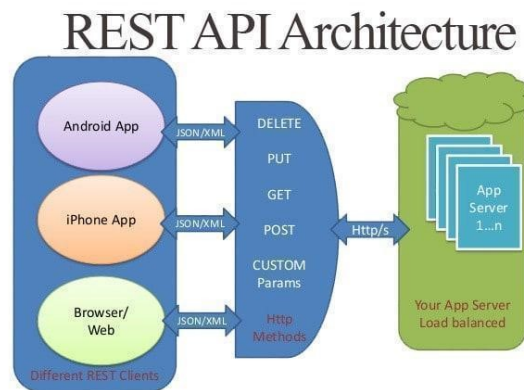 REST API Architecture
Android App
JSON/XML
iPhone App
JSON/XML
Browser/
Web
JSON/XML
Different REST Clients
DELETE
PUT
GET
POST
CUSTOM
Params
Http
Methods
Http/s
App
Server
1...n
Your App Server
Load balanced